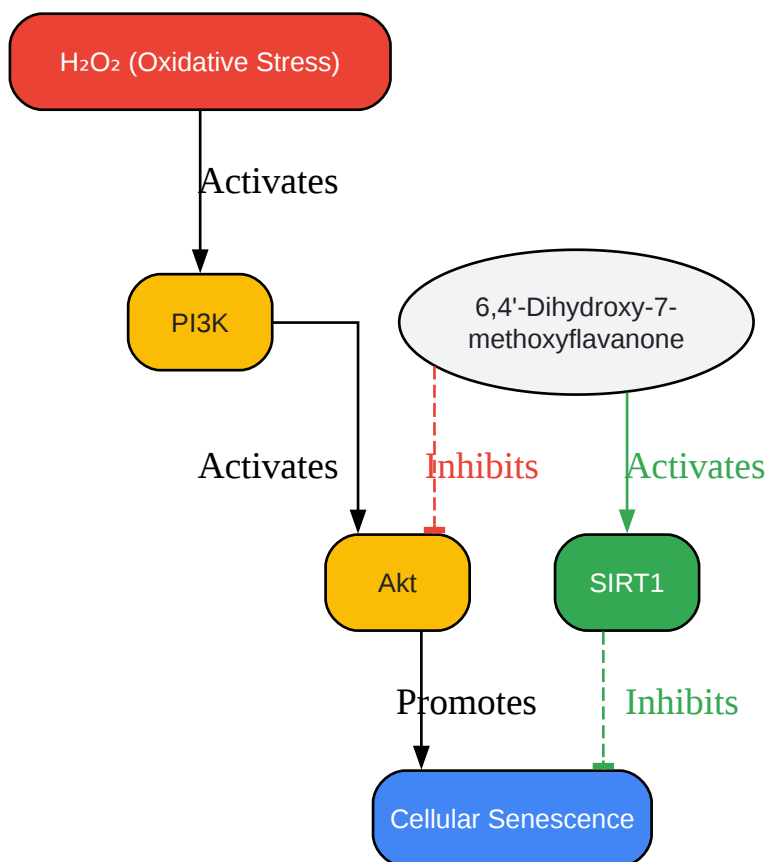 H₂O₂ (Oxidative Stress)
Activates
PI3K
6,4'-Dihydroxy-7-
methoxyflavanone
Activates
Inhibits
Activates
Akt
SIRT1
Promotes
Inhibits
Cellular Senescence